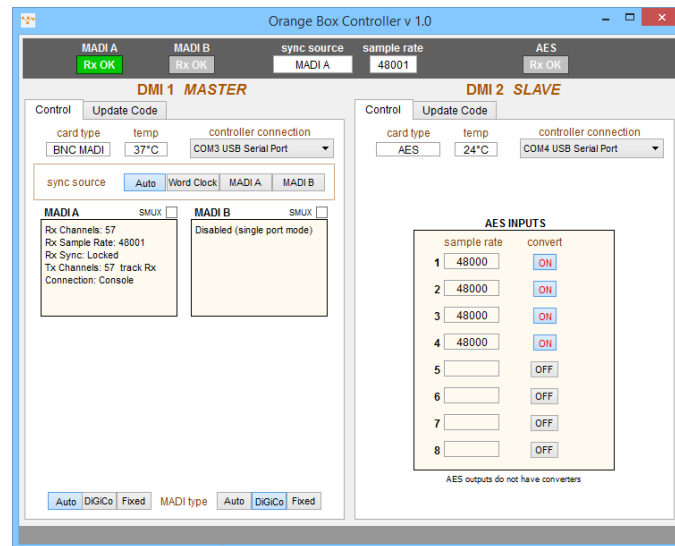 Orange Box Controller v 1.0
MADI A MADI B sync source sample rate AES
Rx OK Rx OK MADI A 48001 Rx OK
DMI 1 MASTER
Control Update Code
card type temp controller connection
BNC MADI 37°C COM3 USB Serial Port
sync source Auto Word Clock MADI A MADI B
MADI A SMUX
Rx Channels: 57
Rx Sample Rate: 48001
Rx Sync: Locked
Tx Channels: 57 track Rx
Connection: Console
MADI B SMUX
Disabled (single port mode)
Auto DiGiCo Fixed MADI type Auto DiGiCo Fixed
DMI 2 SLAVE
Control Update Code
card type temp controller connection
AES 24°C COM4 USB Serial Port
AES INPUTS
sample rate convert
1 48000 ON
2 48000 ON
3 48000 ON
4 48000 ON
5 OFF
6 OFF
7 OFF
8 OFF
AES outputs do not have converters